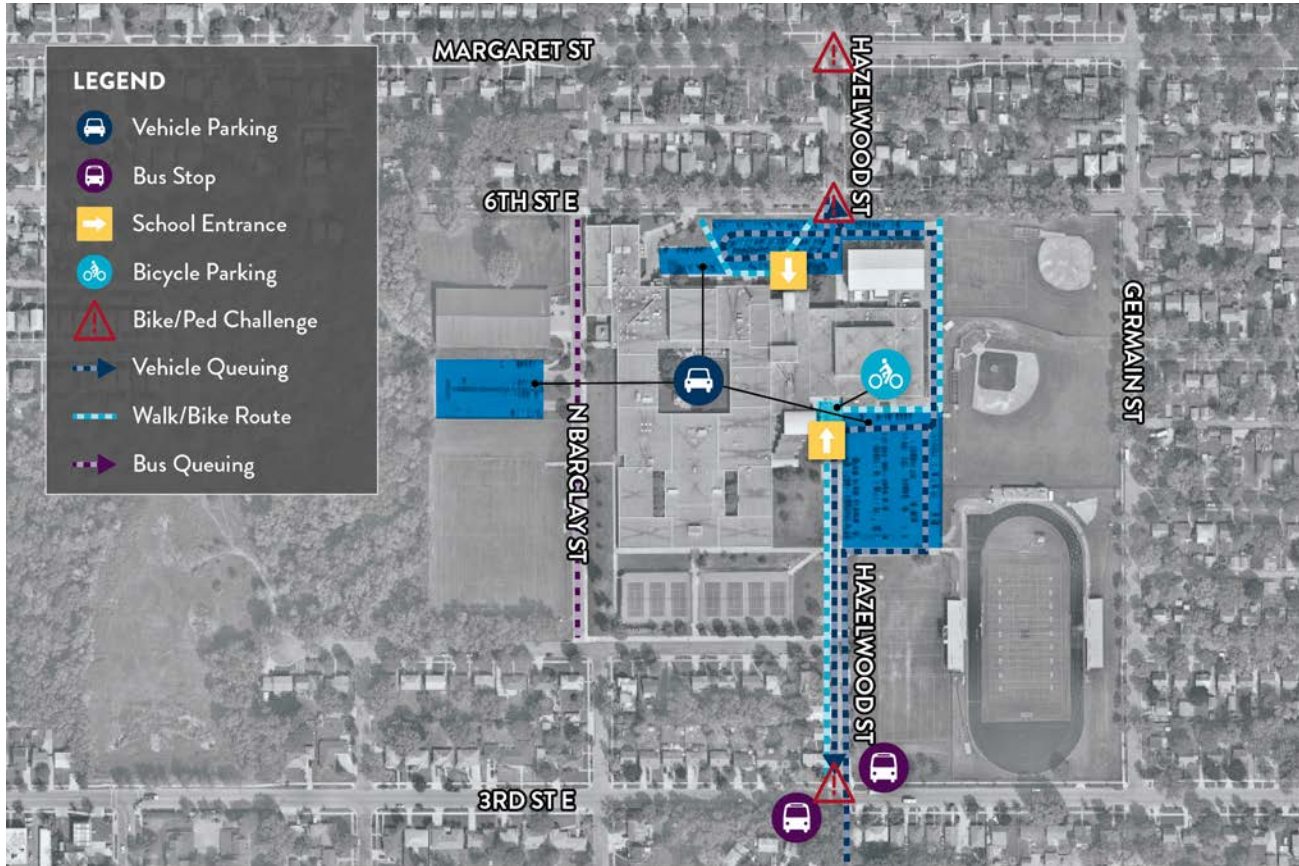 MARGARET ST
HAZELWOOD ST
LEGEND
Vehicle Parking
Bus Stop
School Entrance
Bicycle Parking
Bike/Ped Challenge
Vehicle Queuing
Walk/Bike Route
Bus Queuing
6TH ST E
GERMAIN ST
N BARCLAY ST
HAZELWOOD ST
3RD ST E